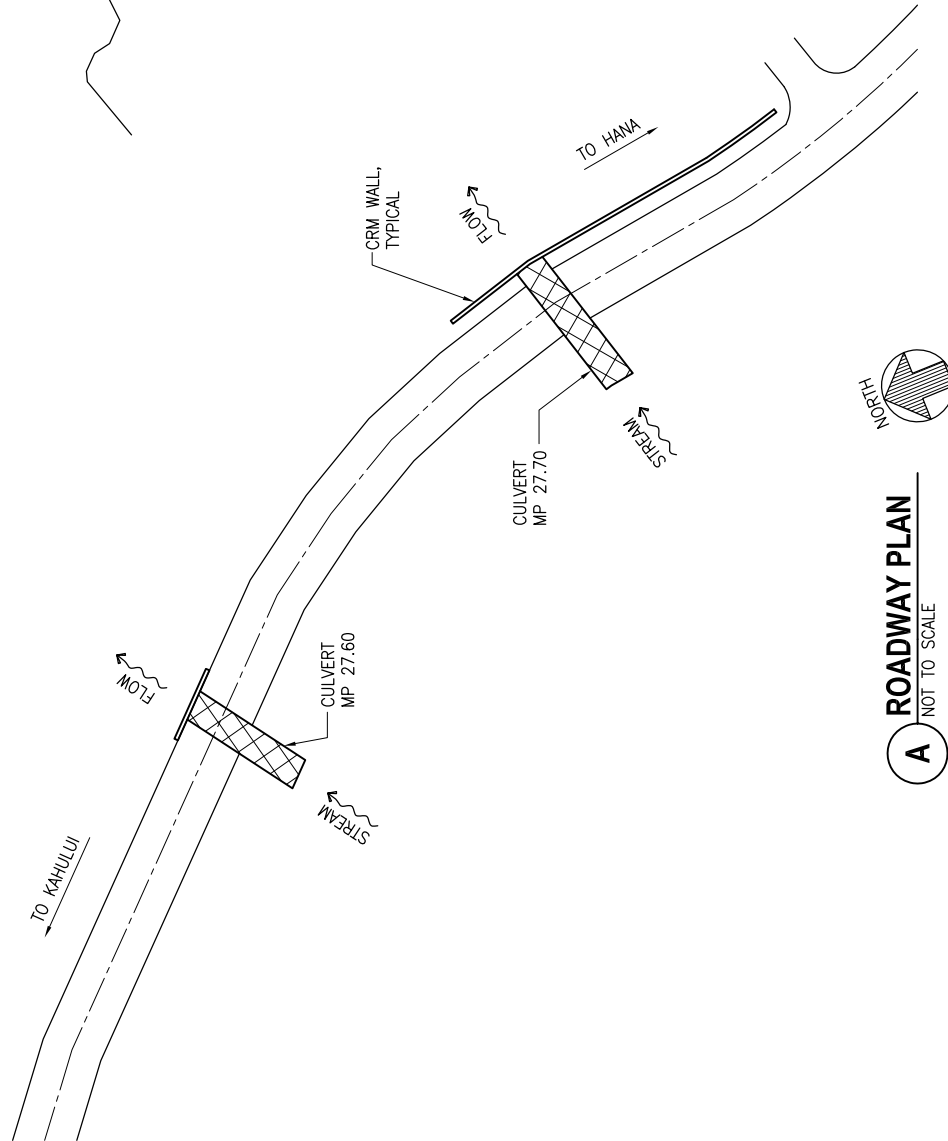 TO KAHULUI
FLOW
STREAM
CULVERT
MP 27.60
CRM WALL,
TYPICAL
FLOW
TO HANA
CULVERT
MP 27.70
STREAM
NORTH
A
ROADWAY PLAN
NOT TO SCALE